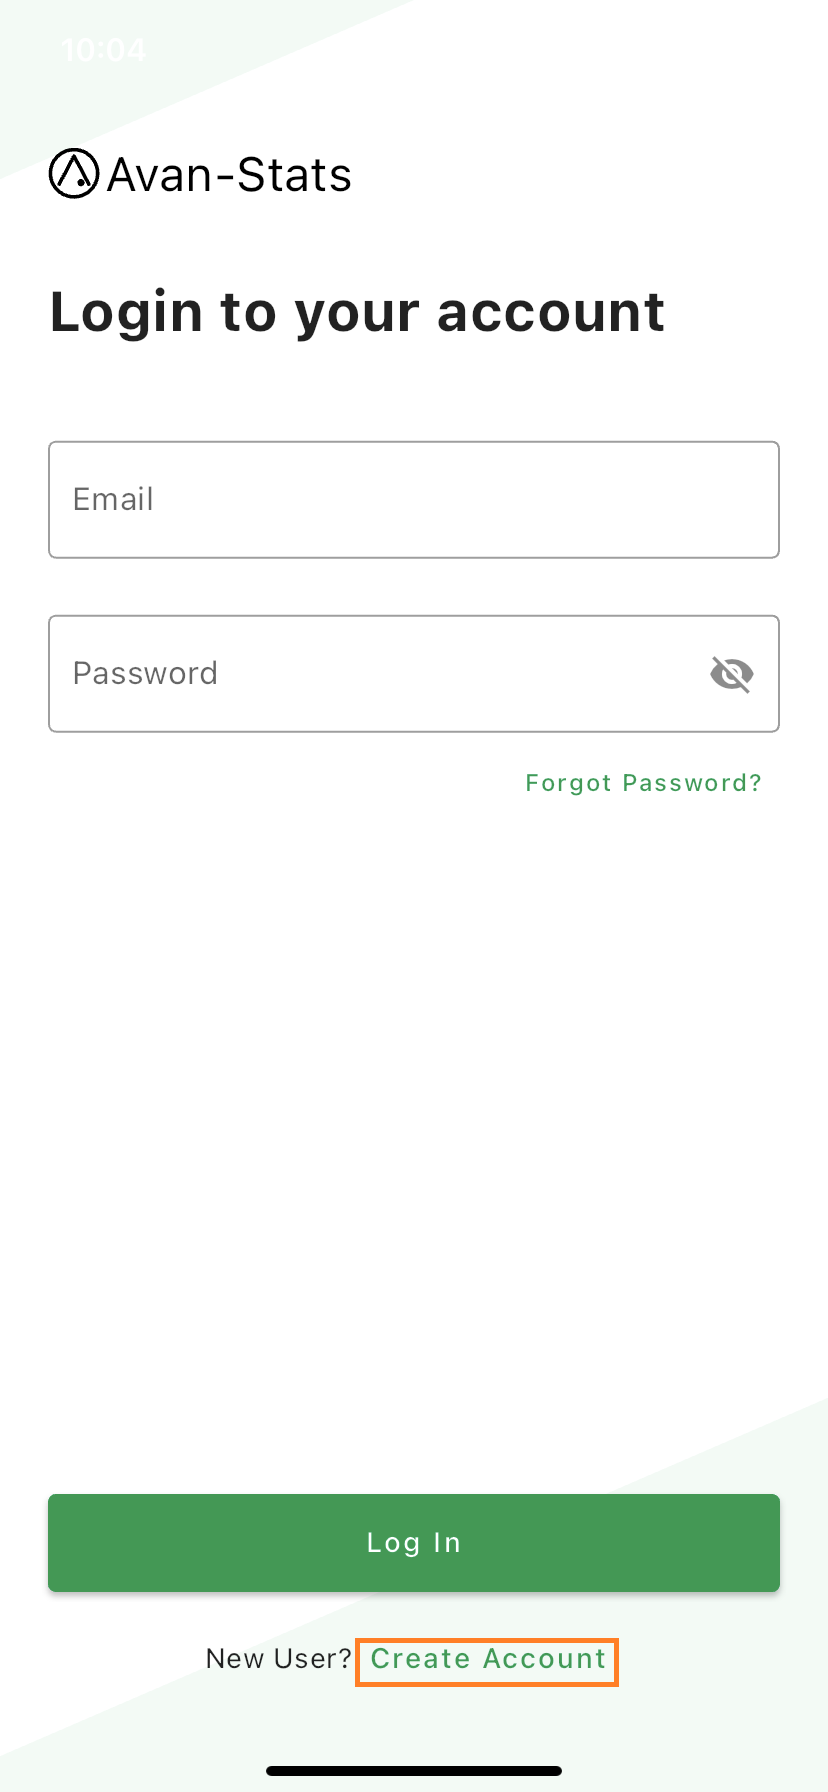 10:04
Avan-Stats
Login to your account
Email
Password
Forgot Password?
Log In
New User? Create Account